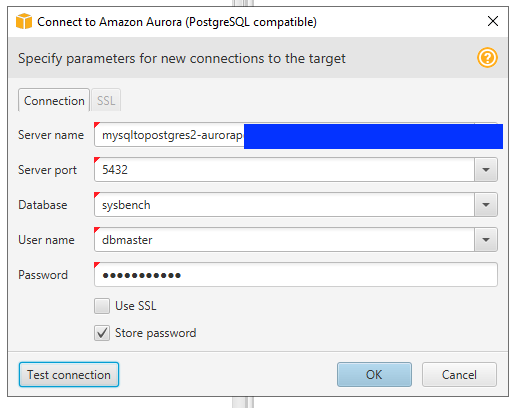 Connect to Amazon Aurora (PostgreSQL compatible)
Specify parameters for new connections to the target
Connection SSL
Server name mysqltopostgres2-aurorap
Server port 5432
Database sysbench
User name dbmaster
Password ●●●●●●●●●●●
Use SSL
Store password
Test connection OK Cancel